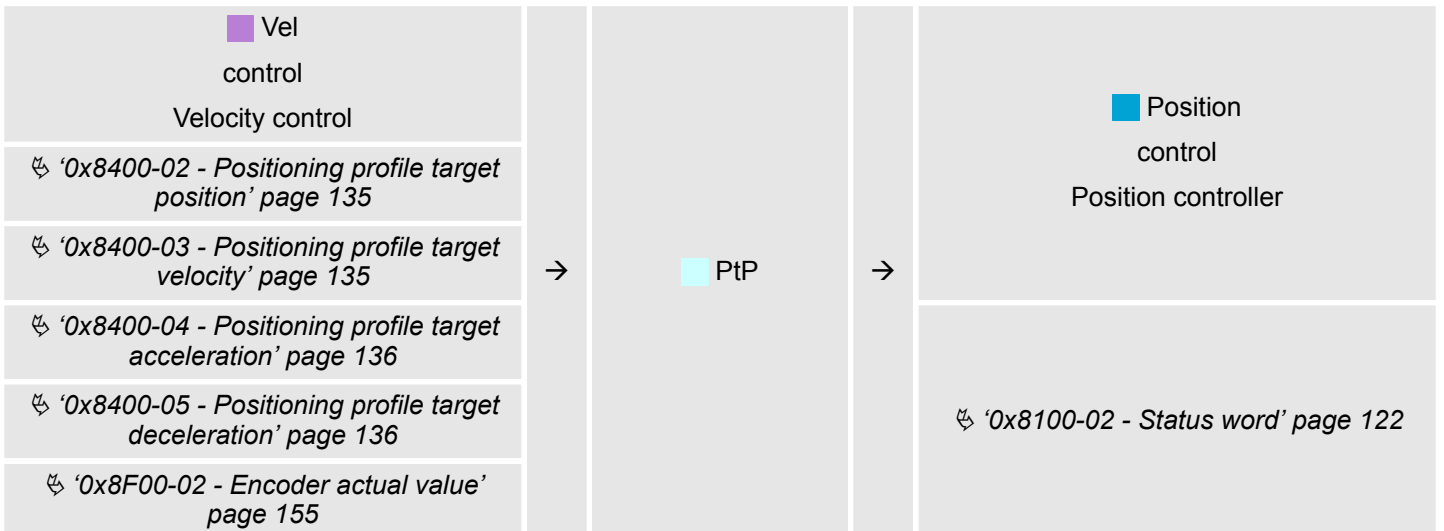 Vel
control
Velocity control
↳ ‘0x8400-02 - Positioning profile target
position’ page 135
↳ ‘0x8400-03 - Positioning profile target
velocity’ page 135
↳ ‘0x8400-04 - Positioning profile target
acceleration’ page 136
↳ ‘0x8400-05 - Positioning profile target
deceleration’ page 136
↳ ‘0x8F00-02 - Encoder actual value’
page 155
→
PtP
→
Position
control
Position controller
↳ ‘0x8100-02 - Status word’ page 122